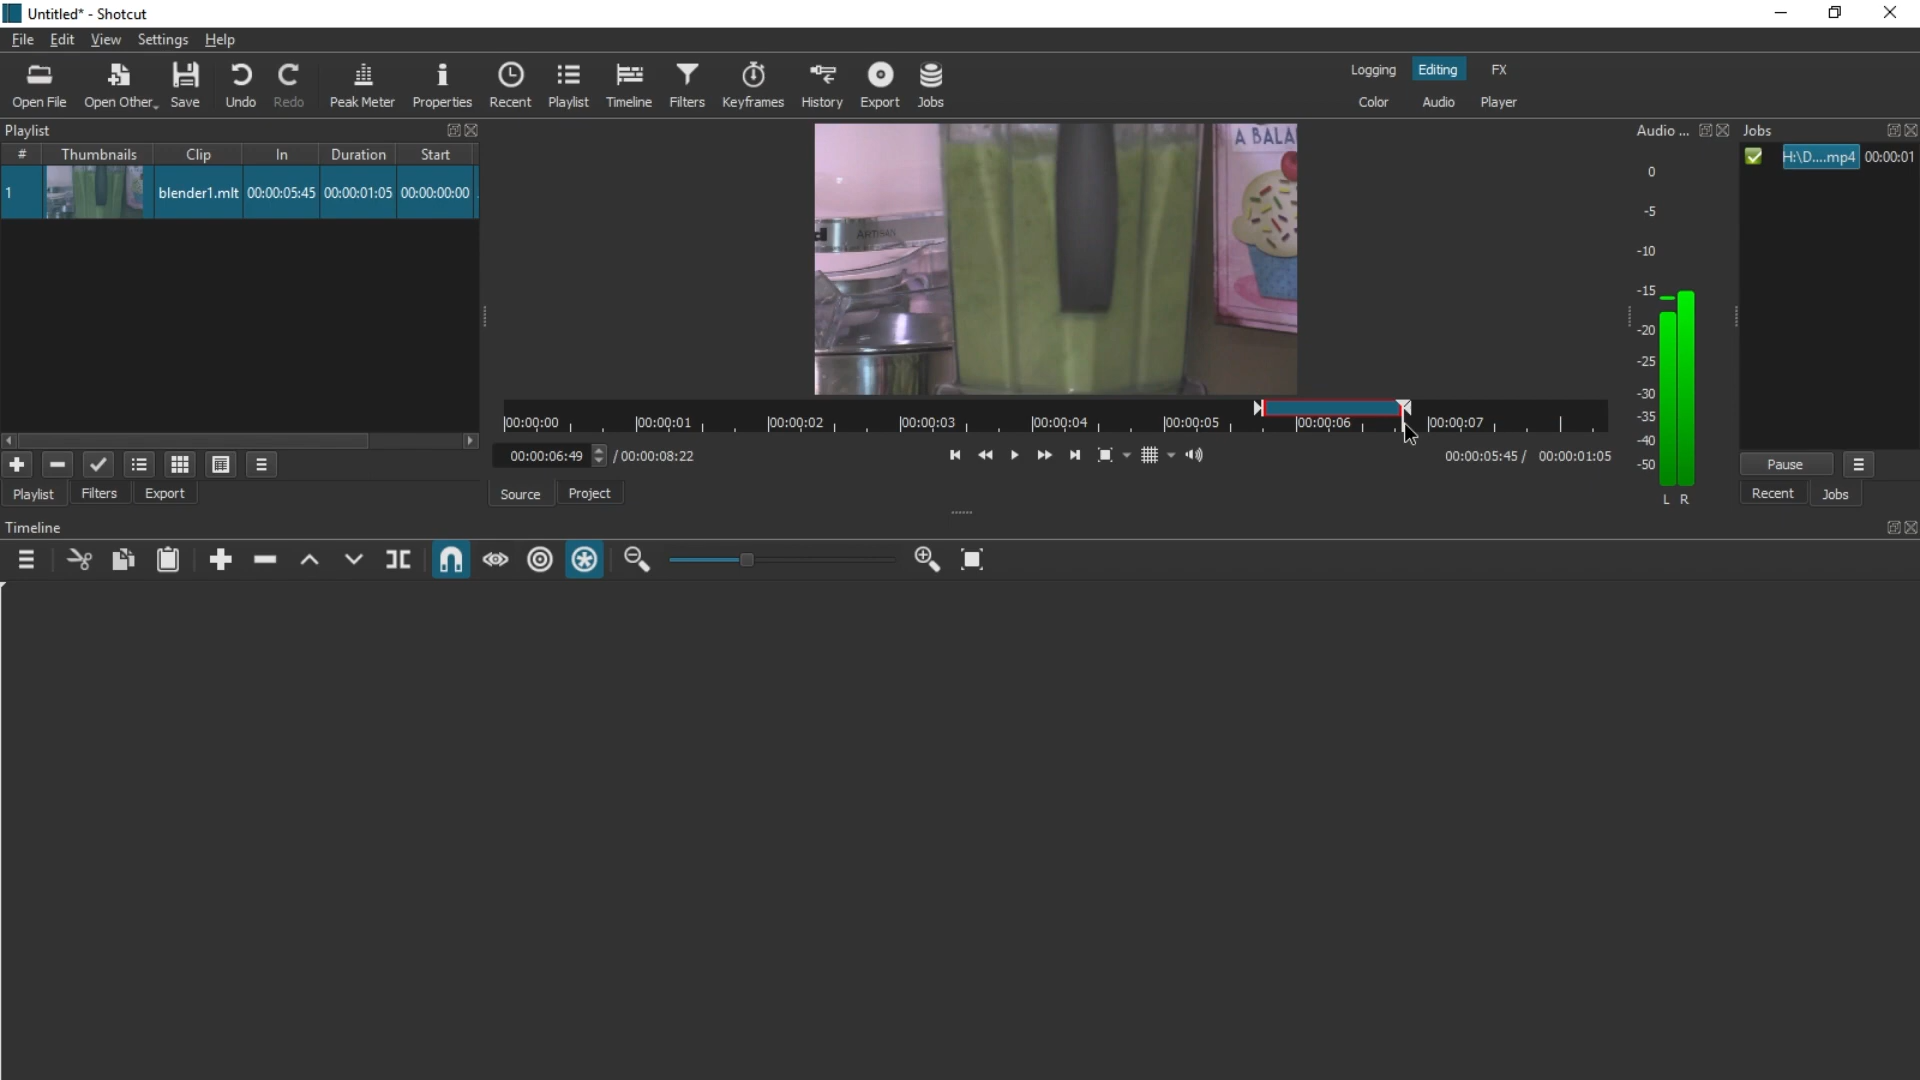 Untitled* - Shotcut
File Edit View Settings Help
Open File Open Other Save Undo Redo Peak Meter Properties Recent Playlist Timeline Filters Keyframes History Export Jobs
Logging Editing FX
Color Audio Player
Playlist
# Thumbnails Clip In Duration Start
1 blender1.mlt 00:00:05:45 00:00:01:05 00:00:00:00
Playlist Filters Export
A BALA
ARTISAN
00:00:00 00:00:01 00:00:02 00:00:03 00:00:04 00:00:05 00:00:06 00:00:07
00:00:06:49 / 00:00:08:22
00:00:05:45 / 00:00:01:05
Source Project
Audio ...
0
-5
-10
-15
-20
-25
-30
-35
-40
-50
L R
Jobs
H:\D....mp4 00:00:01
Pause
Recent Jobs
Timeline